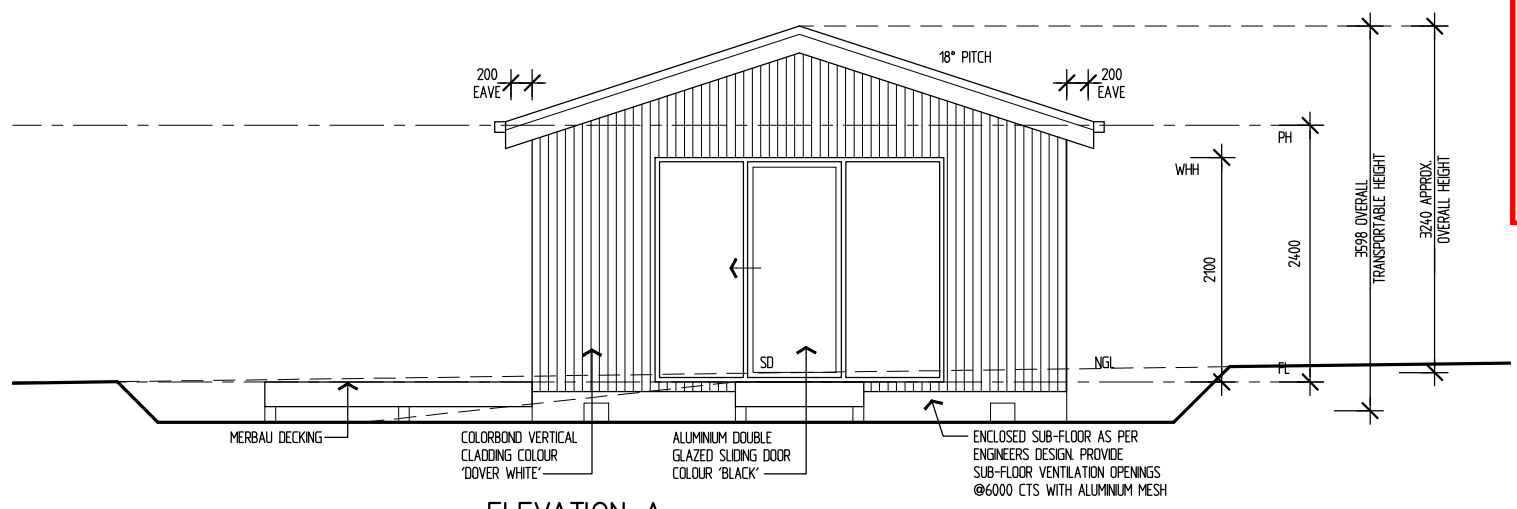 18° PITCH
200
EAVE
200
EAVE
PH
WHH
2100
2400
3598 OVERALL
TRANSPORTABLE HEIGHT
3240 APPROX.
OVERALL HEIGHT
SD
NGL
FL
MERBAU DECKING
COLORBOND VERTICAL
CLADDING COLOUR
'DOVER WHITE'
ALUMINIUM DOUBLE
GLAZED SLIDING DOOR
COLOUR 'BLACK'
ENCLOSED SUB-FLOOR AS PER
ENGINEERS DESIGN. PROVIDE
SUB-FLOOR VENTILATION OPENINGS
@6000 CTS WITH ALUMINIUM MESH
ELEVATION A